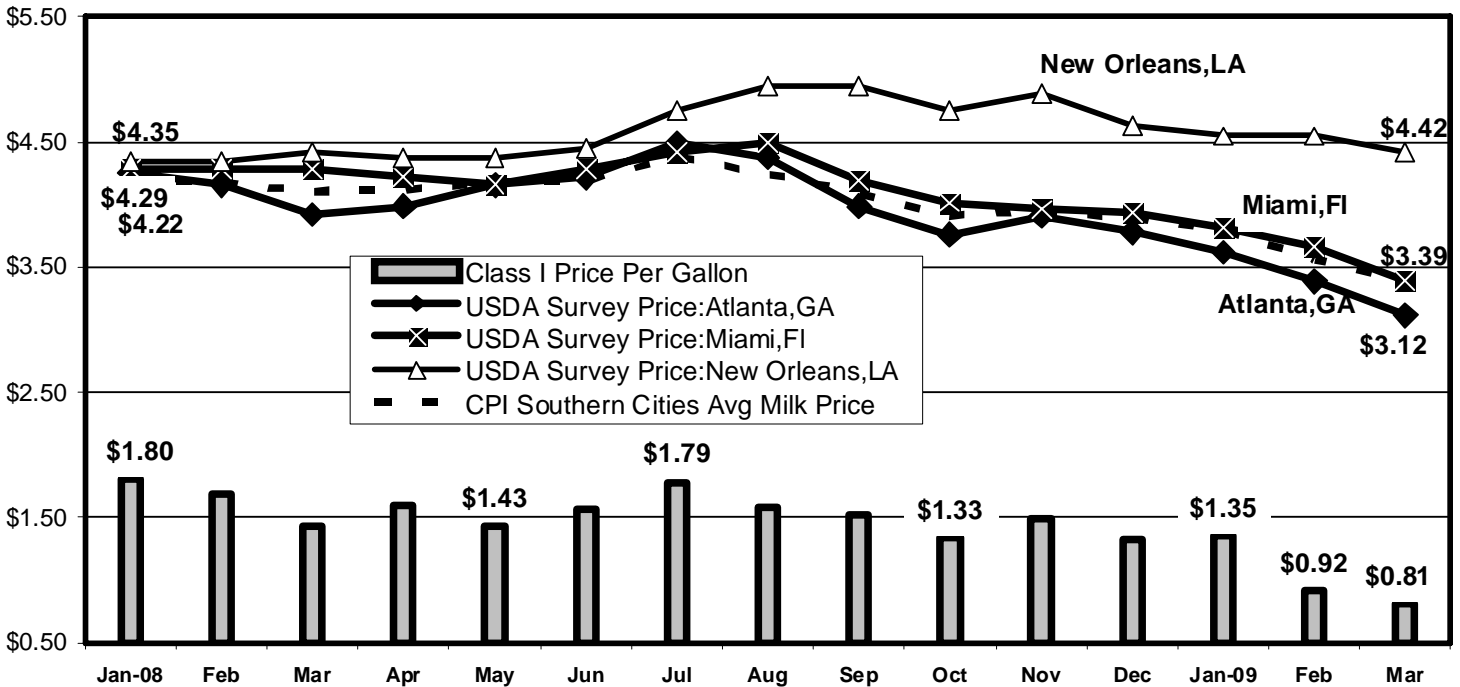 $5.50
New Orleans,LA
$4.50
$4.35
$4.42
$4.29
$4.22
Miami,Fl
$3.50
$3.39
Atlanta,GA
$3.12
Class I Price Per Gallon
USDA Survey Price:Atlanta,GA
USDA Survey Price:Miami,Fl
USDA Survey Price:New Orleans,LA
CPI Southern Cities Avg Milk Price
$2.50
$1.80
$1.43
$1.79
$1.33
$1.35
$0.92
$0.81
$1.50
$0.50
Jan-08 Feb Mar Apr May Jun Jul Aug Sep Oct Nov Dec Jan-09 Feb Mar